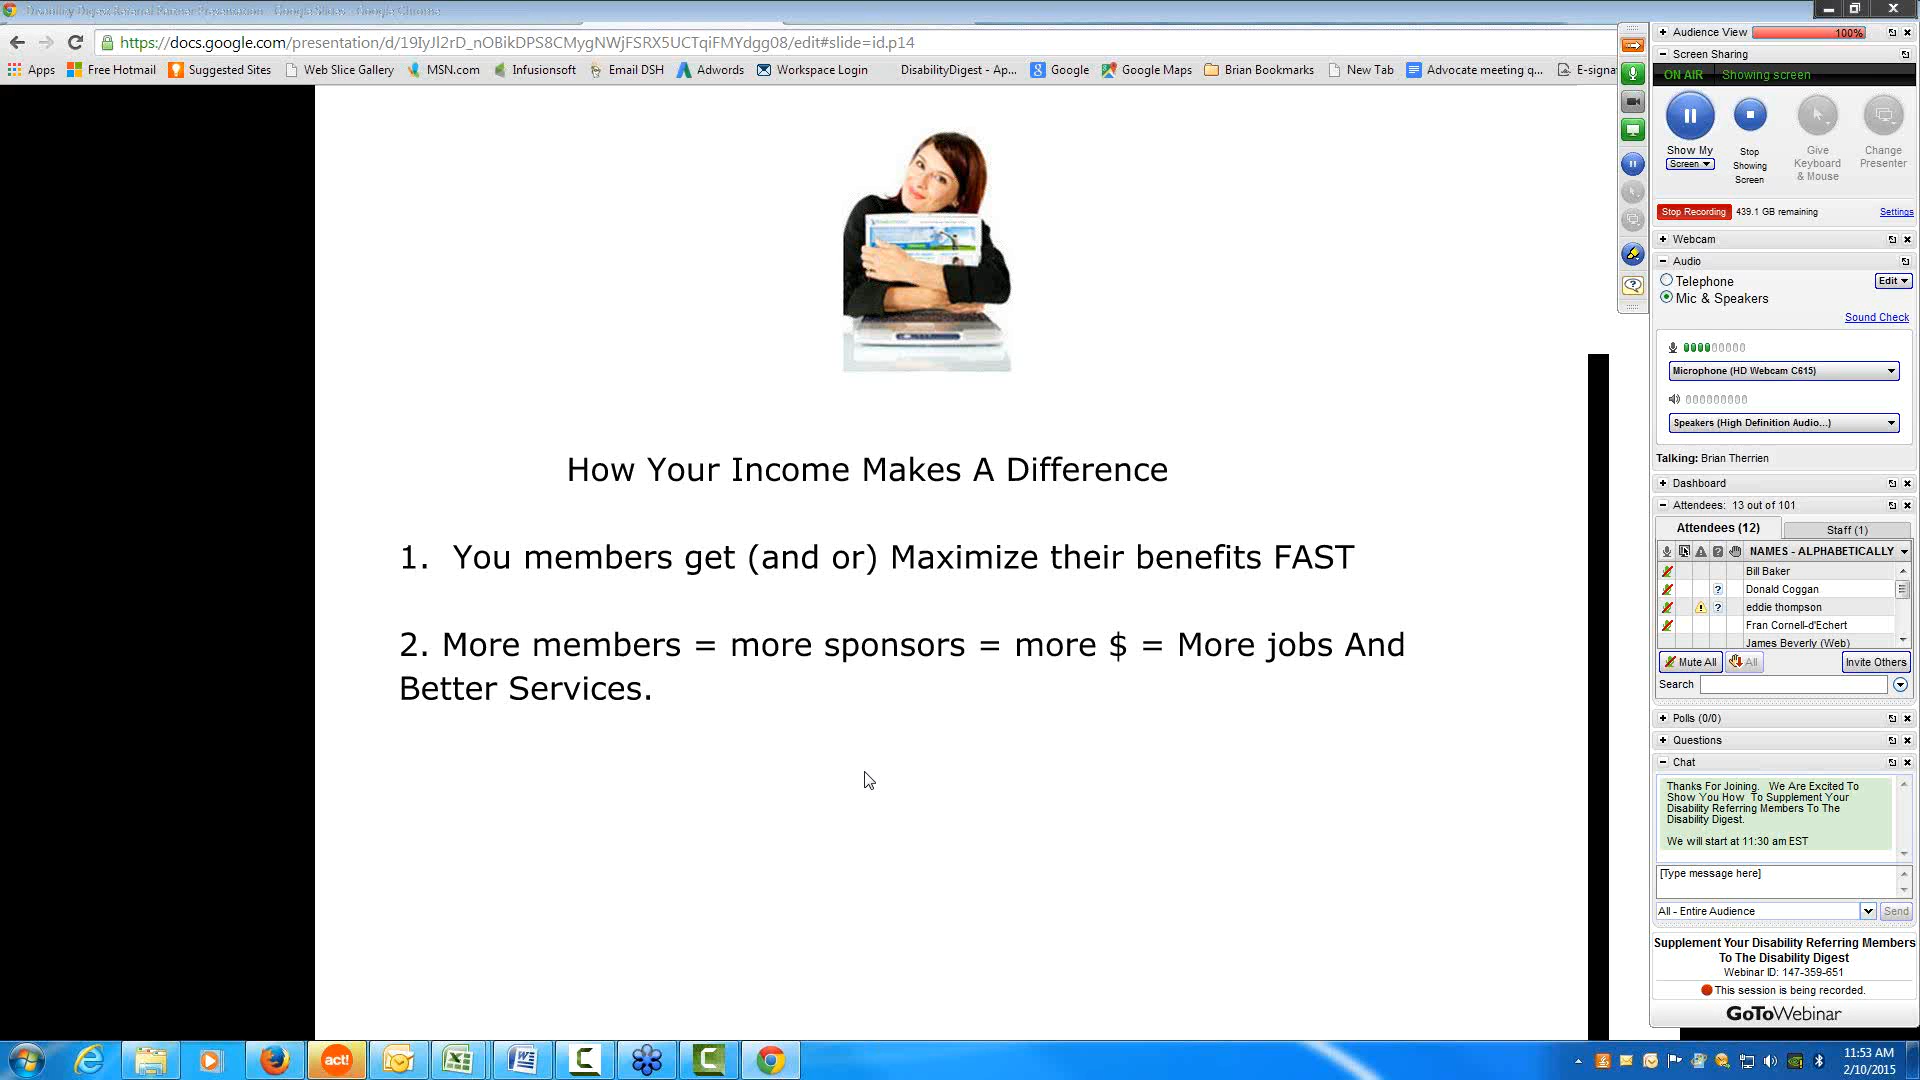 Disability Digest Referral Partner Presentation - Google Slides - Google Chrome
https://docs.google.com/presentation/d/19IyJl2rD_nOBikDPS8CMygNWjFSRX5UCTqiFMYdgg08/edit#slide=id.p14
Apps Free Hotmail Suggested Sites Web Slice Gallery MSN.com Infusionsoft Email DSH Adwords Workspace Login DisabilityDigest - Ap... Google Google Maps Brian Bookmarks New Tab Advocate meeting q... E-signa
How Your Income Makes A Difference
1. You members get (and or) Maximize their benefits FAST
2. More members = more sponsors = more $ = More jobs And
Better Services.
Audience View 100%
Screen Sharing
ON AIR Showing screen
Show My
Screen
Stop
Showing
Screen
Give
Keyboard
& Mouse
Change
Presenter
Stop Recording 439.1 GB remaining Settings
Webcam
Audio
Telephone Edit
Mic & Speakers
Sound Check
Microphone (HD Webcam C615)
Speakers (High Definition Audio...)
Talking: Brian Therrien
Dashboard
Attendees: 13 out of 101
Attendees (12) Staff (1)
NAMES - ALPHABETICALLY
Bill Baker
Donald Coggan
eddie thompson
Fran Cornell-d'Echert
James Beverly (Web)
Mute All All Invite Others
Search
Polls (0/0)
Questions
Chat
Thanks For Joining. We Are Excited To
Show You How To Supplement Your
Disability Referring Members To The
Disability Digest.
We will start at 11:30 am EST
[Type message here]
All - Entire Audience Send
Supplement Your Disability Referring Members
To The Disability Digest
Webinar ID: 147-359-651
This session is being recorded.
GoToWebinar
act!
11:53 AM
2/10/2015